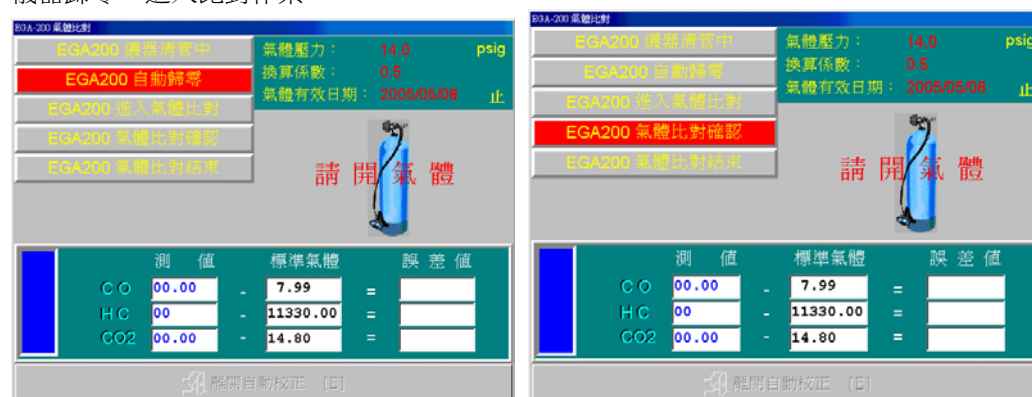 EGA-200 氣體比對
EGA200 儀器清管中
EGA200 自動歸零
EGA200 進入氣體比對
EGA200 氣體比對確認
EGA200 氣體比對結束
氣體壓力： 14.0 psig
換算係數： 0.5
氣體有效日期： 2005/05/08 止
請開氣體
測 值 標準氣體 誤差值
CO 00.00 - 7.99 =
HC 00 - 11330.00 =
CO2 00.00 - 14.80 =
離開自動校正 [E]
EGA-200 氣體比對
EGA200 儀器清管中
EGA200 自動歸零
EGA200 進入氣體比對
EGA200 氣體比對確認
EGA200 氣體比對結束
氣體壓力： 14.0 psig
換算係數： 0.5
氣體有效日期： 2005/05/08 止
請開氣體
測 值 標準氣體 誤差值
CO 00.00 - 7.99 =
HC 00 - 11330.00 =
CO2 00.00 - 14.80 =
離開自動校正 [E]